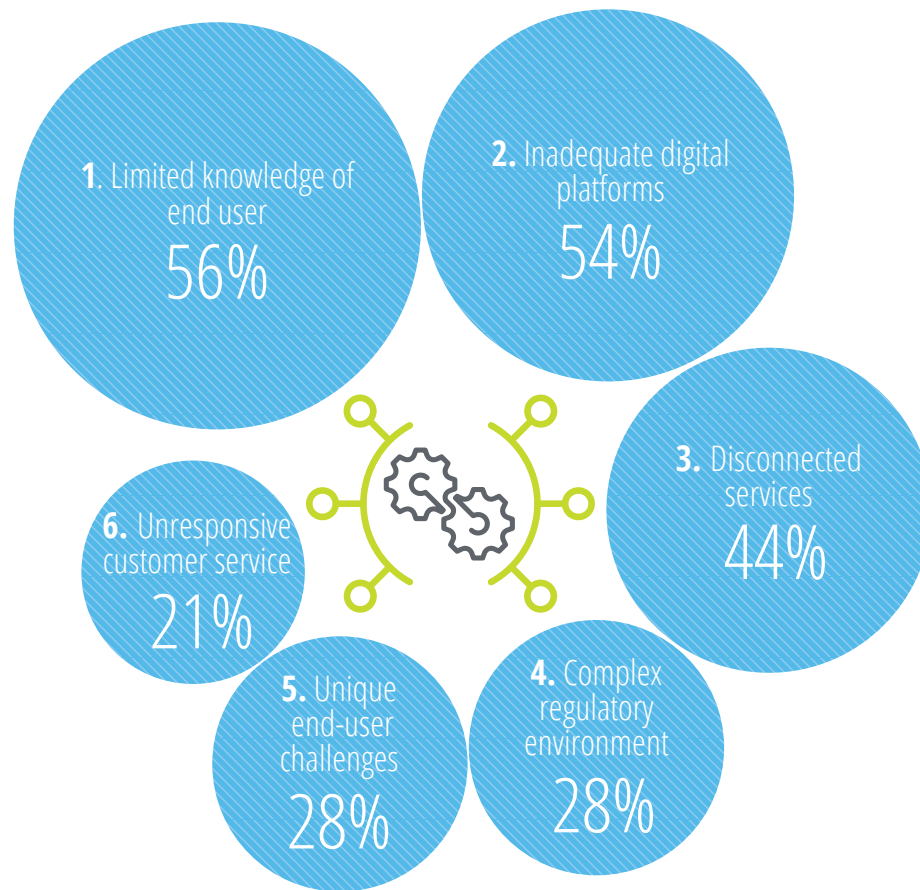 1. Limited knowledge of
end user
56%
2. Inadequate digital
platforms
54%
3. Disconnected
services
44%
4. Complex
regulatory
environment
28%
5. Unique
end-user
challenges
28%
6. Unresponsive
customer service
21%